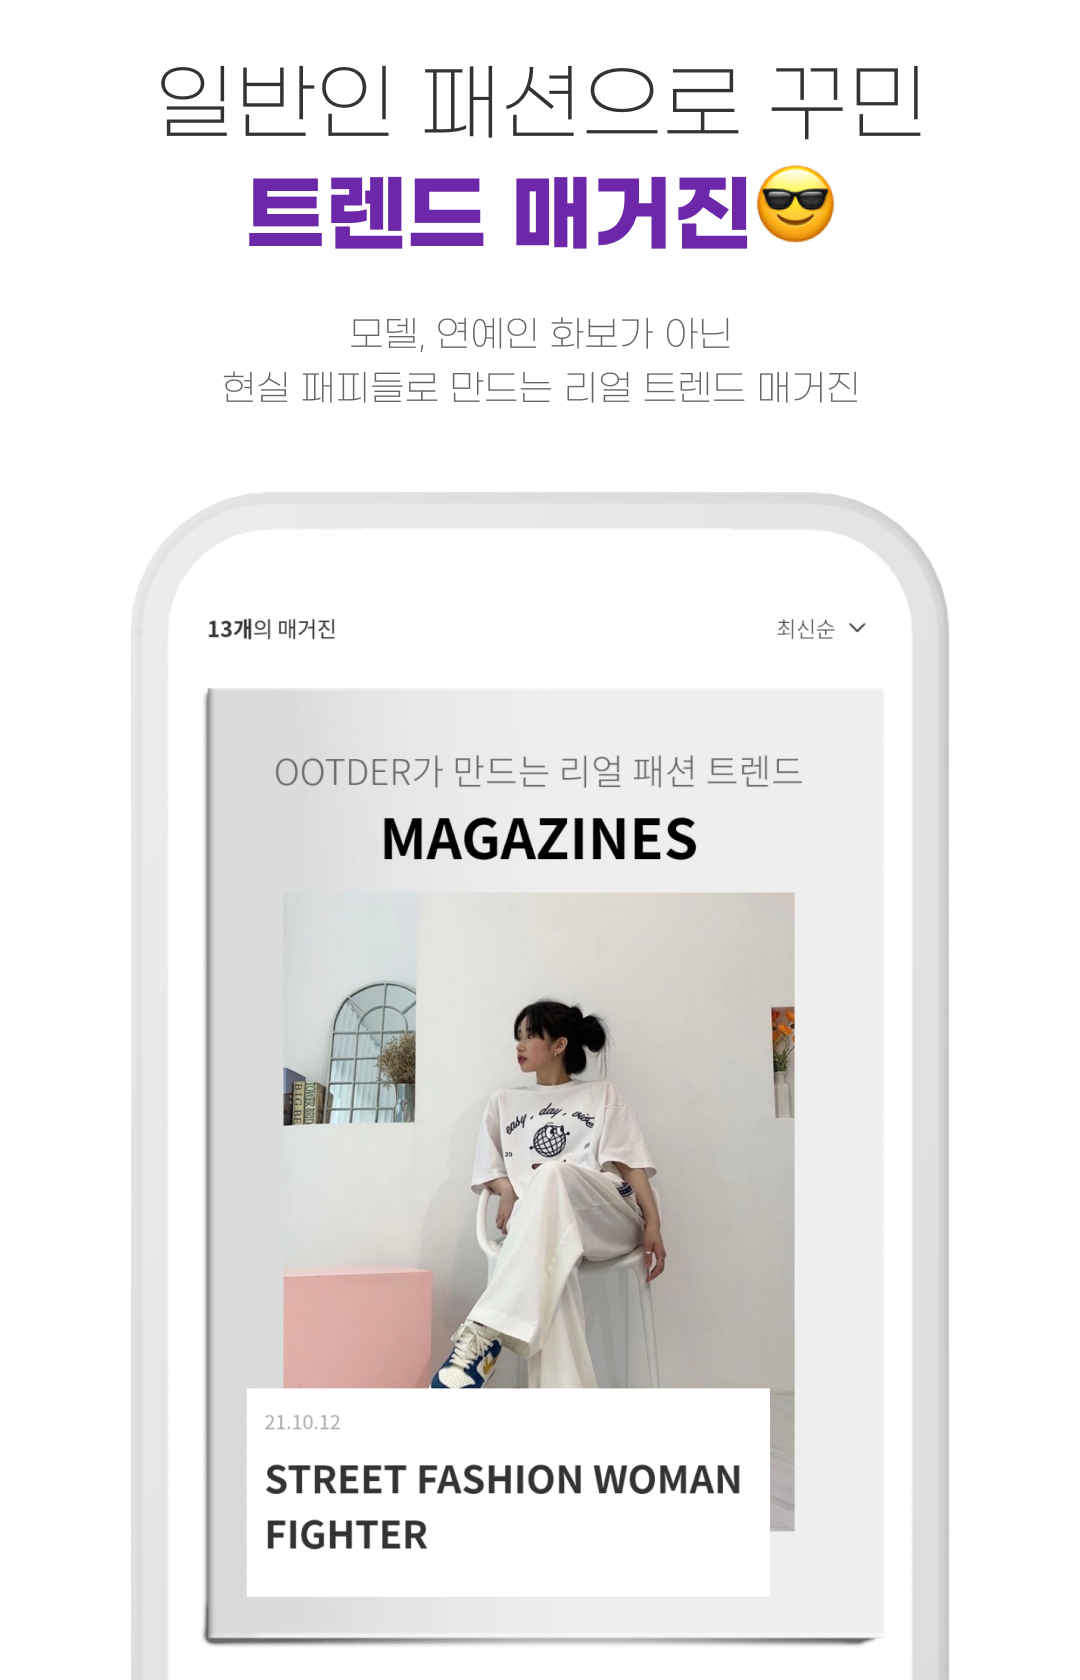 일반인 패션으로 꾸민
트렌드 매거진😎
모델, 연예인 화보가 아닌
현실 패피들로 만드는 리얼 트렌드 매거진
13개의 매거진
최신순
OOTDER가 만드는 리얼 패션 트렌드
MAGAZINES
easy, day, vibe
20
21.10.12
STREET FASHION WOMAN
FIGHTER